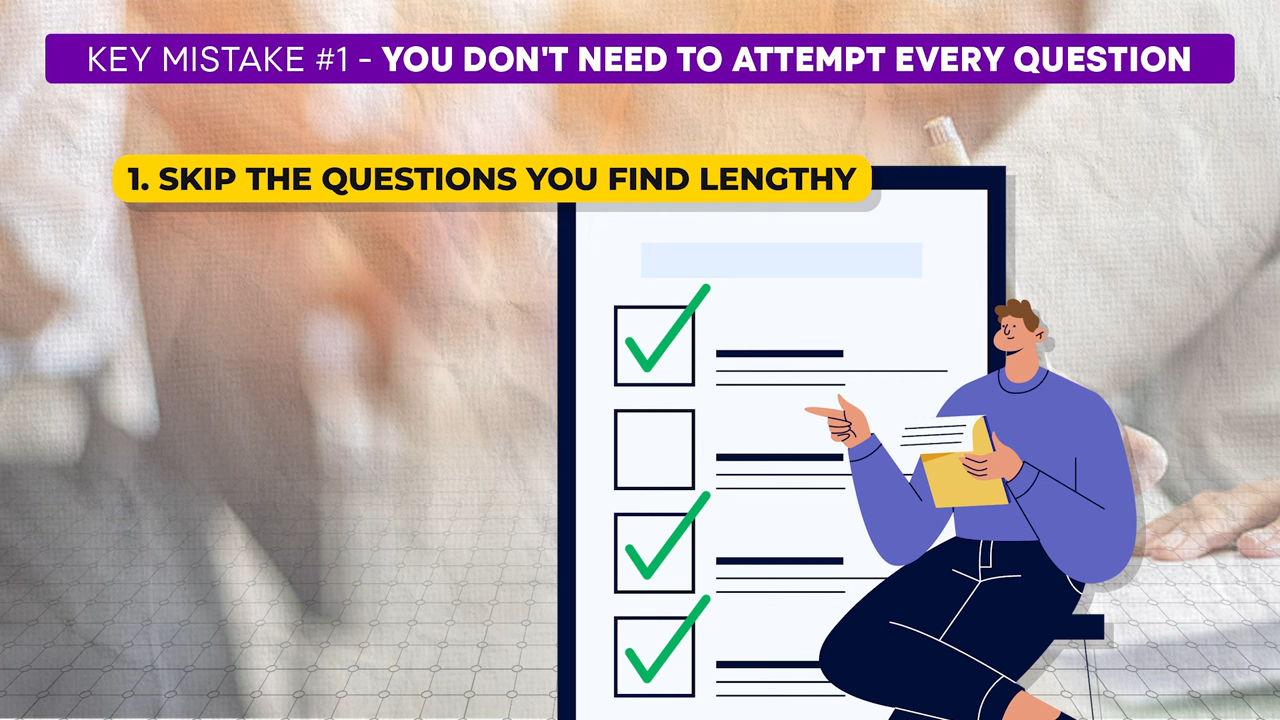 KEY MISTAKE #1 - YOU DON'T NEED TO ATTEMPT EVERY QUESTION
1. SKIP THE QUESTIONS YOU FIND LENGTHY